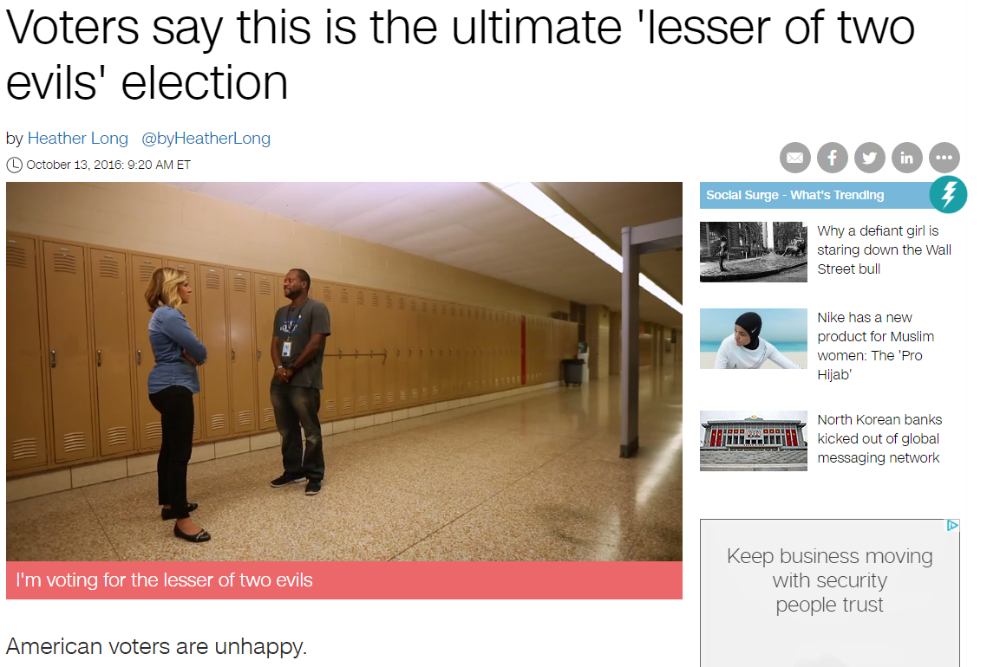 Voters say this is the ultimate 'lesser of two
evils' election
by Heather Long @byHeatherLong
October 13, 2016: 9:20 AM ET
I'm voting for the lesser of two evils
American voters are unhappy.
Social Surge - What's Trending
Why a defiant girl is
staring down the Wall
Street bull
Nike has a new
product for Muslim
women: The 'Pro
Hijab'
North Korean banks
kicked out of global
messaging network
Keep business moving
with security
people trust